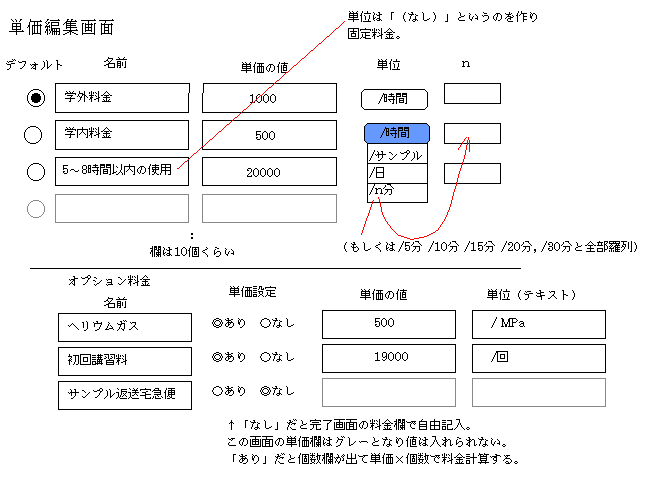 単価編集画面
単位は「（なし）」というのを作り
固定料金。
デフォルト 名前 単価の値 単位 n
学外料金 1000 /時間
学内料金 500 /時間
/サンプル
5～8時間以内の使用 20000 /日
/n分
：
欄は10個くらい
(もしくは/5分 /10分 /15分 /20分,/30分と全部羅列)
オプション料金
名前 単価設定 単価の値 単位（テキスト）
ヘリウムガス ◎あり ○なし 500 / MPa
初回講習料 ◎あり ○なし 19000 /回
サンプル返送宅急便 ○あり ◎なし
↑「なし」だと完了画面の料金欄で自由記入。
この画面の単価欄はグレーとなり値は入れられない。
「あり」だと個数欄が出て単価×個数で料金計算する。